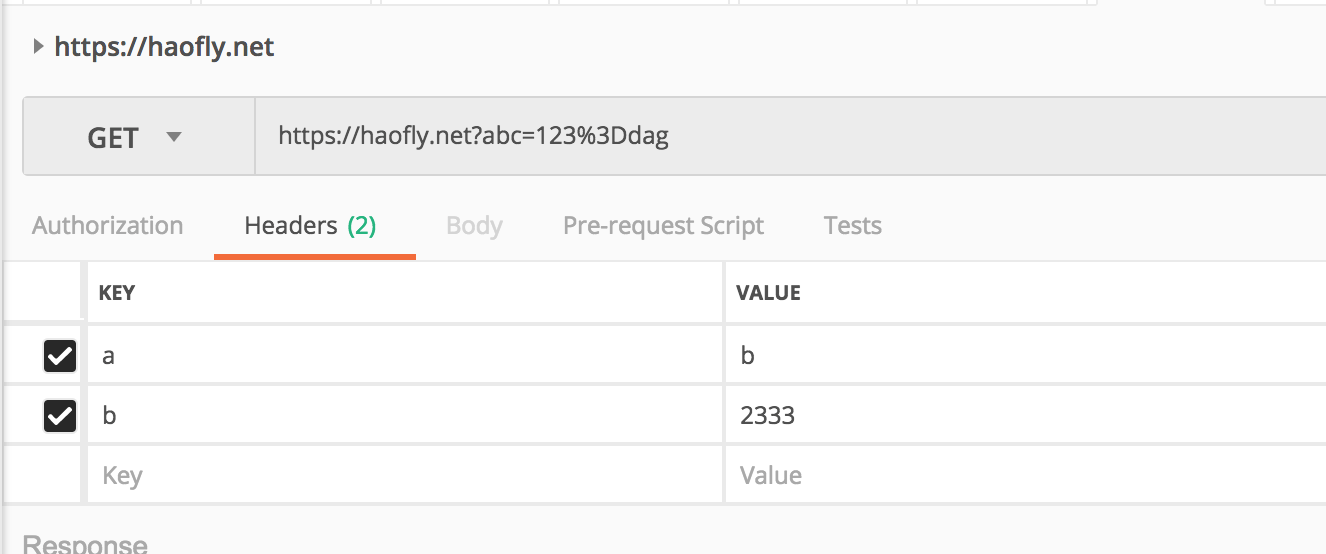 https://haofly.net
GET https://haofly.net?abc=123%3Ddag
Authorization Headers (2) Body Pre-request Script Tests
KEY VALUE
a b
b 2333
Key Value
Response